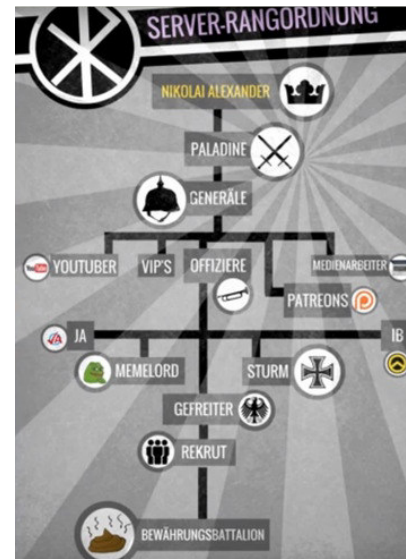 SERVER-RANGORDNUNG
NIKOLAI ALEXANDER
PALADINE
GENERÄLE
YOUTUBER
VIP'S
OFFIZIERE
MEDIENARBEITER
PATREONS
JA
IB
MEMELORD
STURM
GEFREITER
REKRUT
BEWÄHRUNGSBATTALION